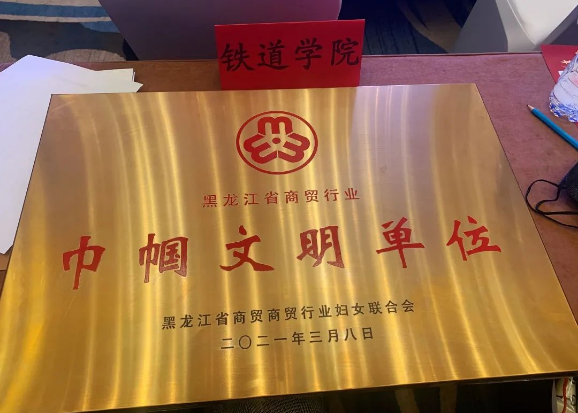 铁道学院
黑龙江省商贸行业
巾帼文明单位
黑龙江省商贸商贸行业妇女联合会
二〇二一年三月八日